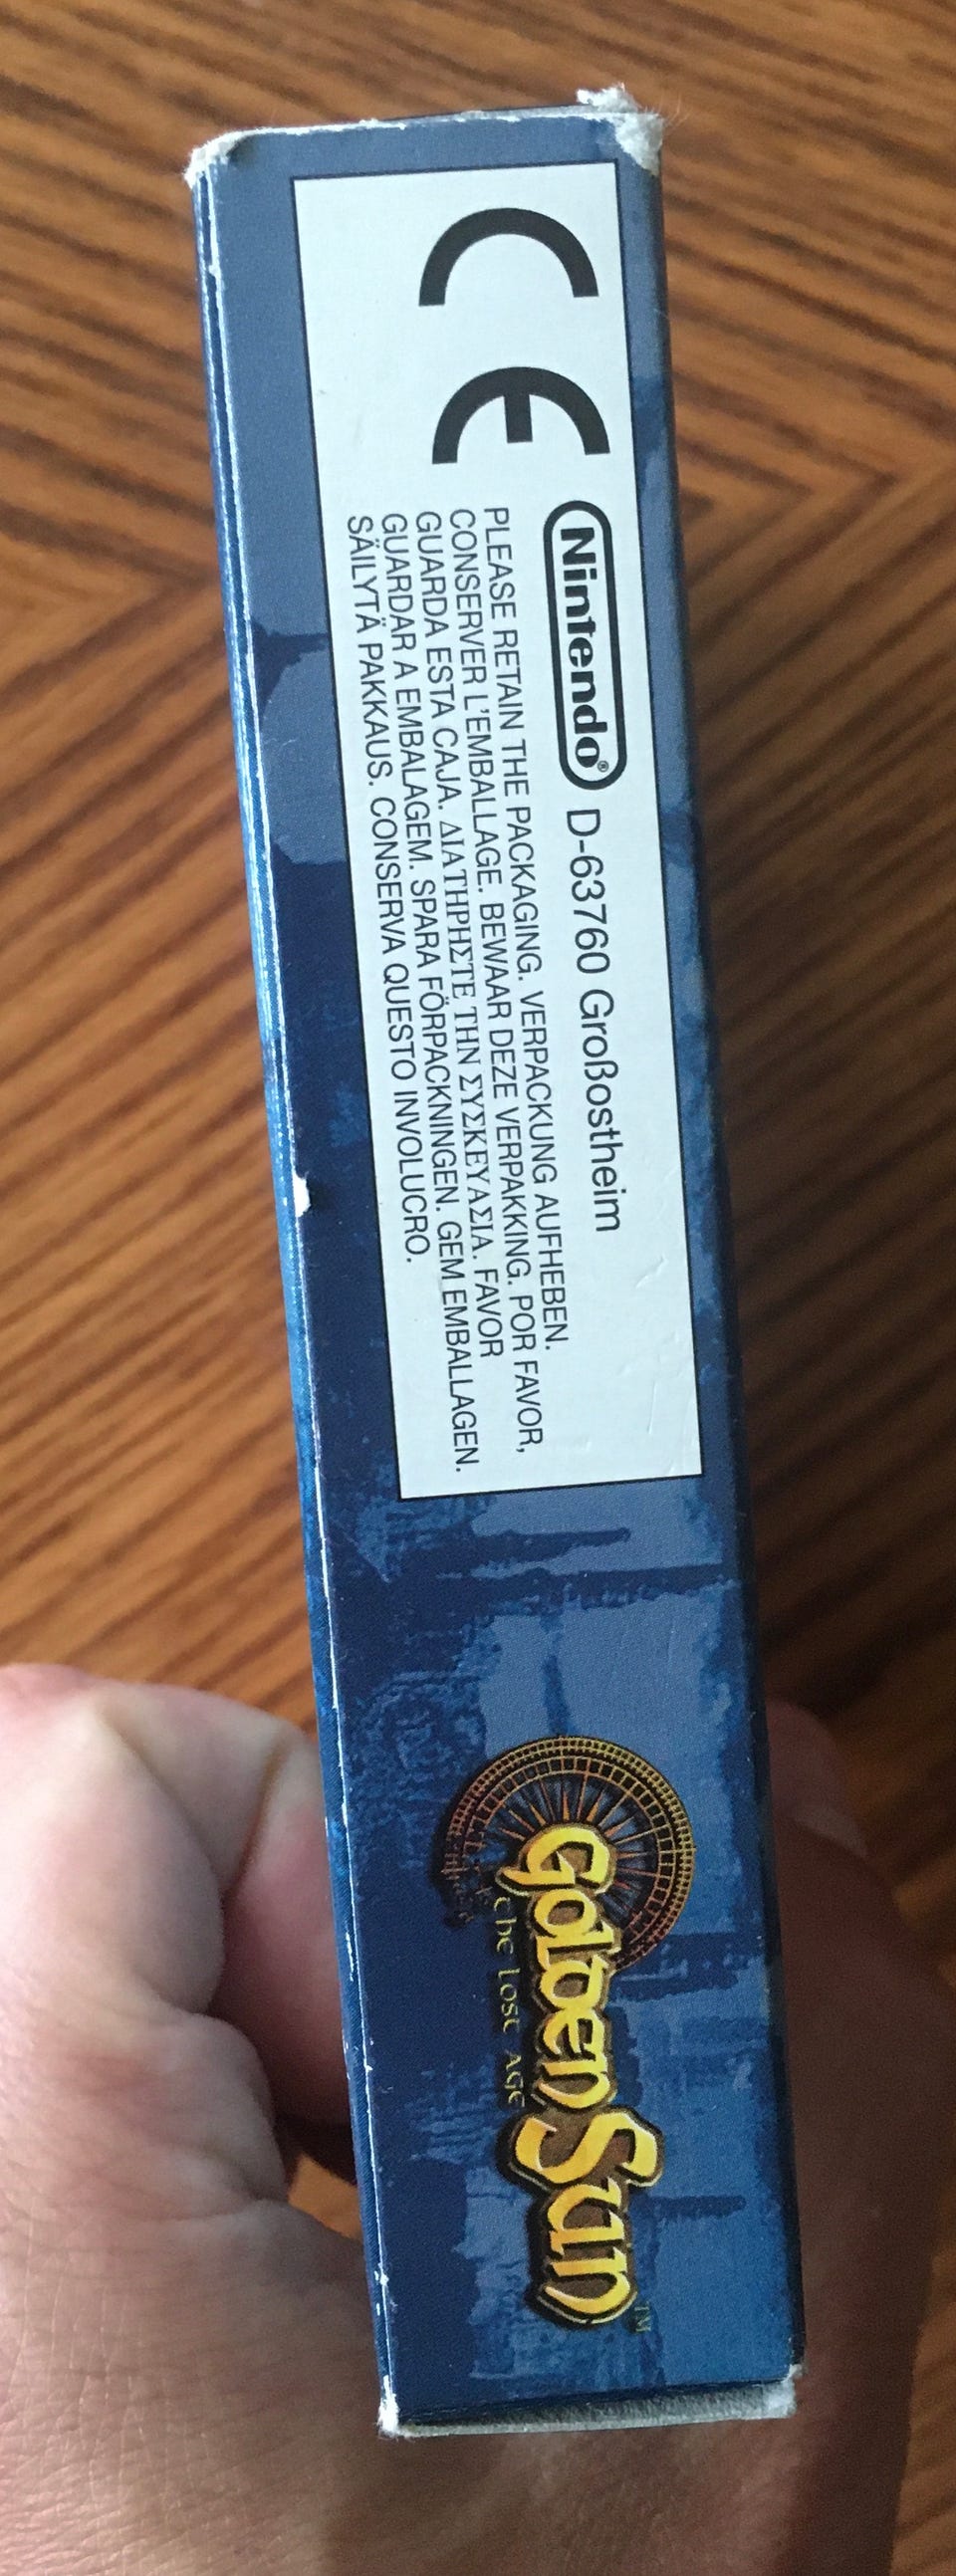 CE
Nintendo® D-63760 Großostheim
PLEASE RETAIN THE PACKAGING. VERPACKUNG AUFHEBEN.
CONSERVER L'EMBALLAGE. BEWAAR DEZE VERPAKKING. POR FAVOR,
GUARDA ESTA CAJA. ΔΙΑΤΗΡΗΣΤΕ ΤΗΝ ΣΥΣΚΕΥΑΣΙΑ. FAVOR
GUARDAR A EMBALAGEM. SPARA FÖRPACKNINGEN. GEM EMBALLAGEN.
SÄILYTÄ PAKKAUS. CONSERVA QUESTO INVOLUCRO.
Golden Sun™
the Lost Age